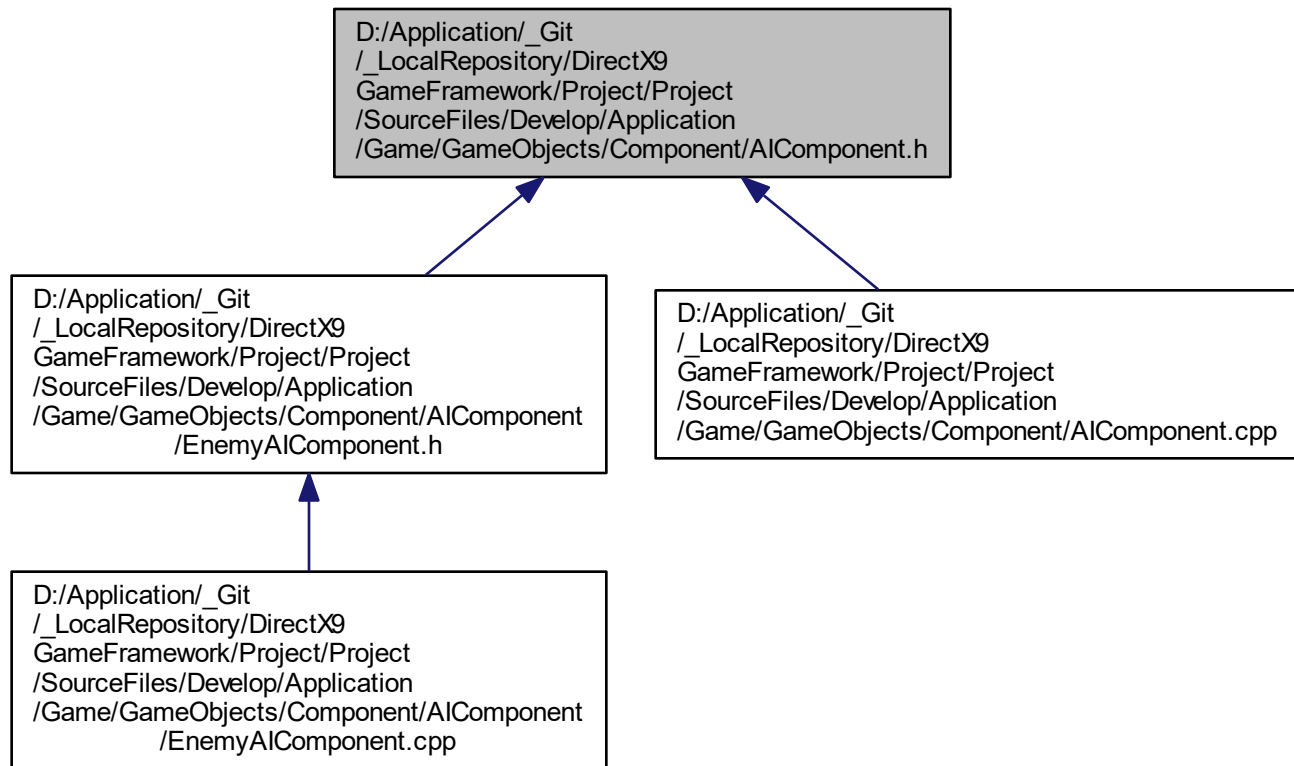 D:/Application/_Git
/_LocalRepository/DirectX9
GameFramework/Project/Project
/SourceFiles/Develop/Application
/Game/GameObjects/Component/AIComponent.h
D:/Application/_Git
/_LocalRepository/DirectX9
GameFramework/Project/Project
/SourceFiles/Develop/Application
/Game/GameObjects/Component/AIComponent
/EnemyAIComponent.h
D:/Application/_Git
/_LocalRepository/DirectX9
GameFramework/Project/Project
/SourceFiles/Develop/Application
/Game/GameObjects/Component/AIComponent.cpp
D:/Application/_Git
/_LocalRepository/DirectX9
GameFramework/Project/Project
/SourceFiles/Develop/Application
/Game/GameObjects/Component/AIComponent
/EnemyAIComponent.cpp